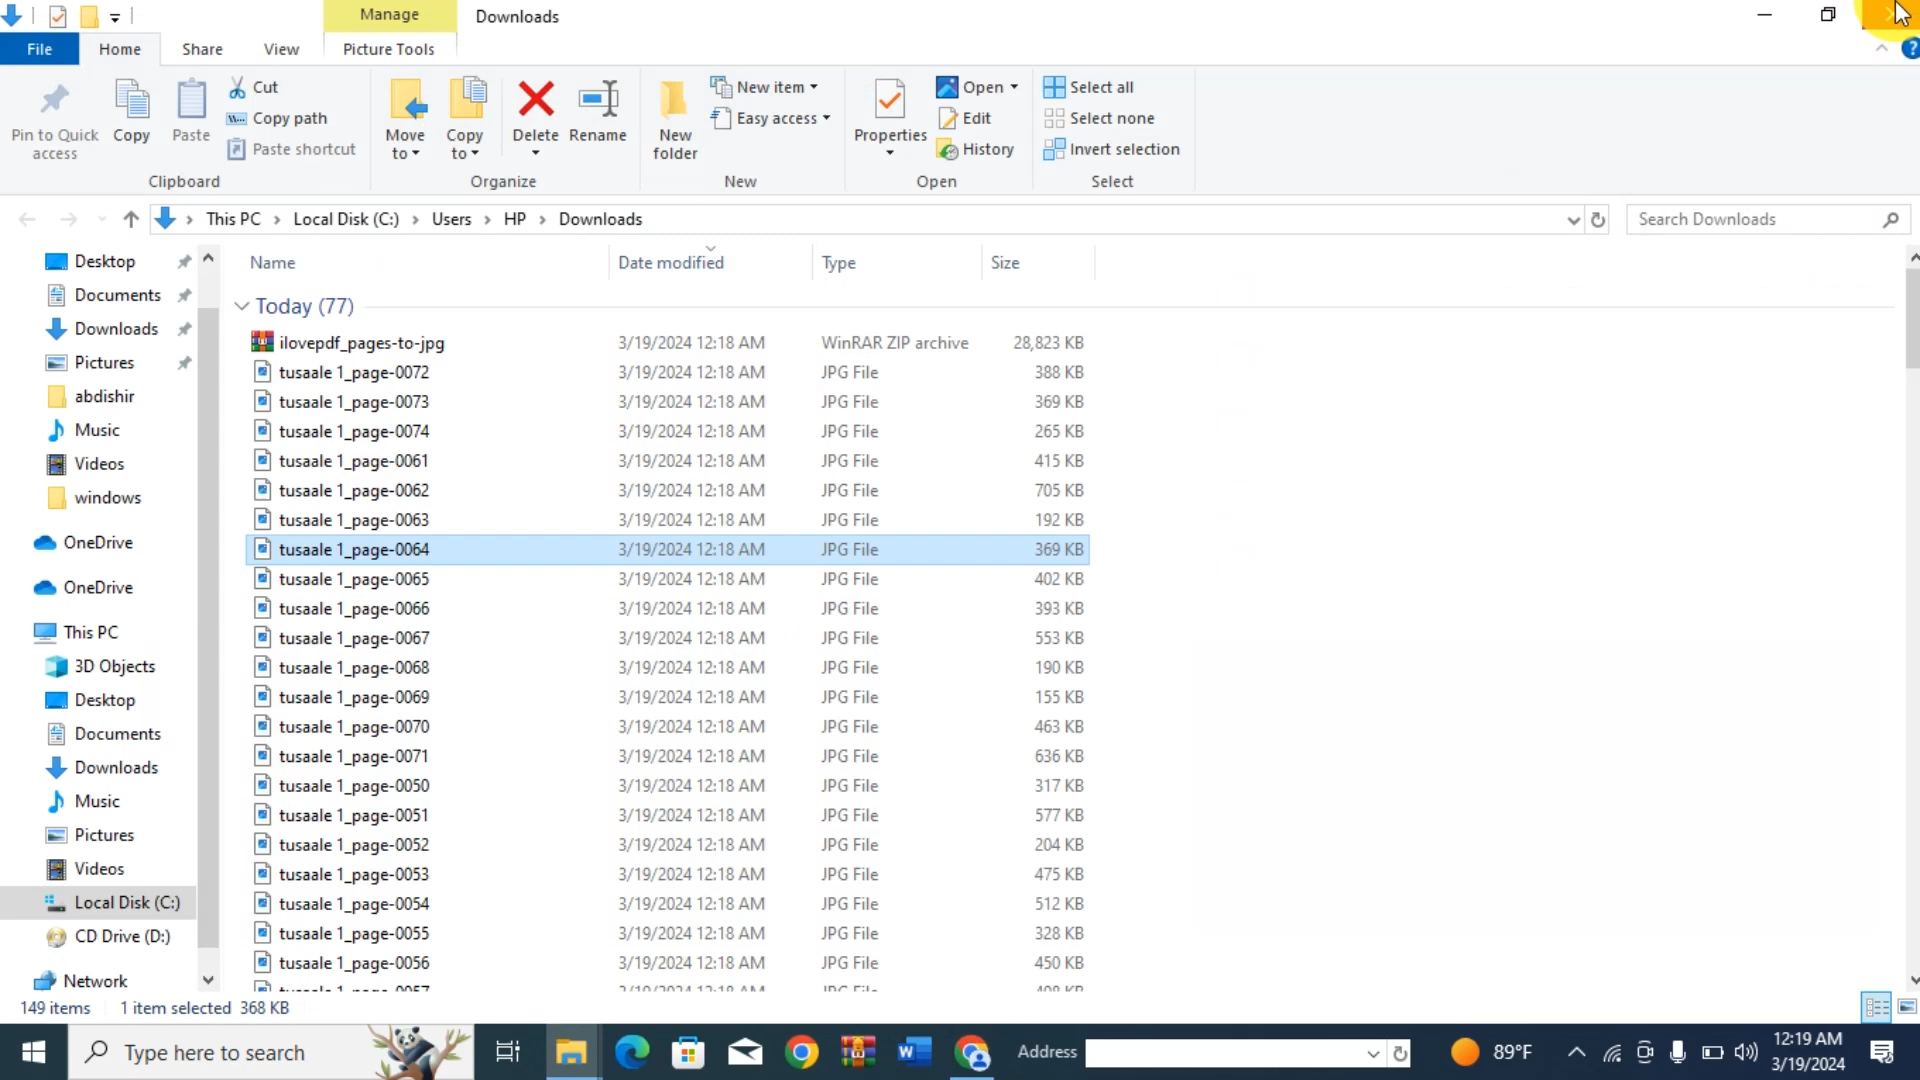 Manage Downloads
File Home Share View Picture Tools
Pin to Quick access
Copy
Paste
Cut
Copy path
Paste shortcut
Move to
Copy to
Delete
Rename
New folder
New item
Easy access
Properties
Open
Edit
History
Select all
Select none
Invert selection
Clipboard Organize New Open Select
This PC Local Disk (C:) Users HP Downloads Search Downloads
Desktop
Documents
Downloads
Pictures
abdishir
Music
Videos
windows
OneDrive
OneDrive
This PC
3D Objects
Desktop
Documents
Downloads
Music
Pictures
Videos
Local Disk (C:)
CD Drive (D:)
Network
Name Date modified Type Size
Today (77)
ilovepdf_pages-to-jpg 3/19/2024 12:18 AM WinRAR ZIP archive 28,823 KB
tusaale 1_page-0072 3/19/2024 12:18 AM JPG File 388 KB
tusaale 1_page-0073 3/19/2024 12:18 AM JPG File 369 KB
tusaale 1_page-0074 3/19/2024 12:18 AM JPG File 265 KB
tusaale 1_page-0061 3/19/2024 12:18 AM JPG File 415 KB
tusaale 1_page-0062 3/19/2024 12:18 AM JPG File 705 KB
tusaale 1_page-0063 3/19/2024 12:18 AM JPG File 192 KB
tusaale 1_page-0064 3/19/2024 12:18 AM JPG File 369 KB
tusaale 1_page-0065 3/19/2024 12:18 AM JPG File 402 KB
tusaale 1_page-0066 3/19/2024 12:18 AM JPG File 393 KB
tusaale 1_page-0067 3/19/2024 12:18 AM JPG File 553 KB
tusaale 1_page-0068 3/19/2024 12:18 AM JPG File 190 KB
tusaale 1_page-0069 3/19/2024 12:18 AM JPG File 155 KB
tusaale 1_page-0070 3/19/2024 12:18 AM JPG File 463 KB
tusaale 1_page-0071 3/19/2024 12:18 AM JPG File 636 KB
tusaale 1_page-0050 3/19/2024 12:18 AM JPG File 317 KB
tusaale 1_page-0051 3/19/2024 12:18 AM JPG File 577 KB
tusaale 1_page-0052 3/19/2024 12:18 AM JPG File 204 KB
tusaale 1_page-0053 3/19/2024 12:18 AM JPG File 475 KB
tusaale 1_page-0054 3/19/2024 12:18 AM JPG File 512 KB
tusaale 1_page-0055 3/19/2024 12:18 AM JPG File 328 KB
tusaale 1_page-0056 3/19/2024 12:18 AM JPG File 450 KB
149 items 1 item selected 368 KB
Type here to search
Address
89°F
12:19 AM
3/19/2024